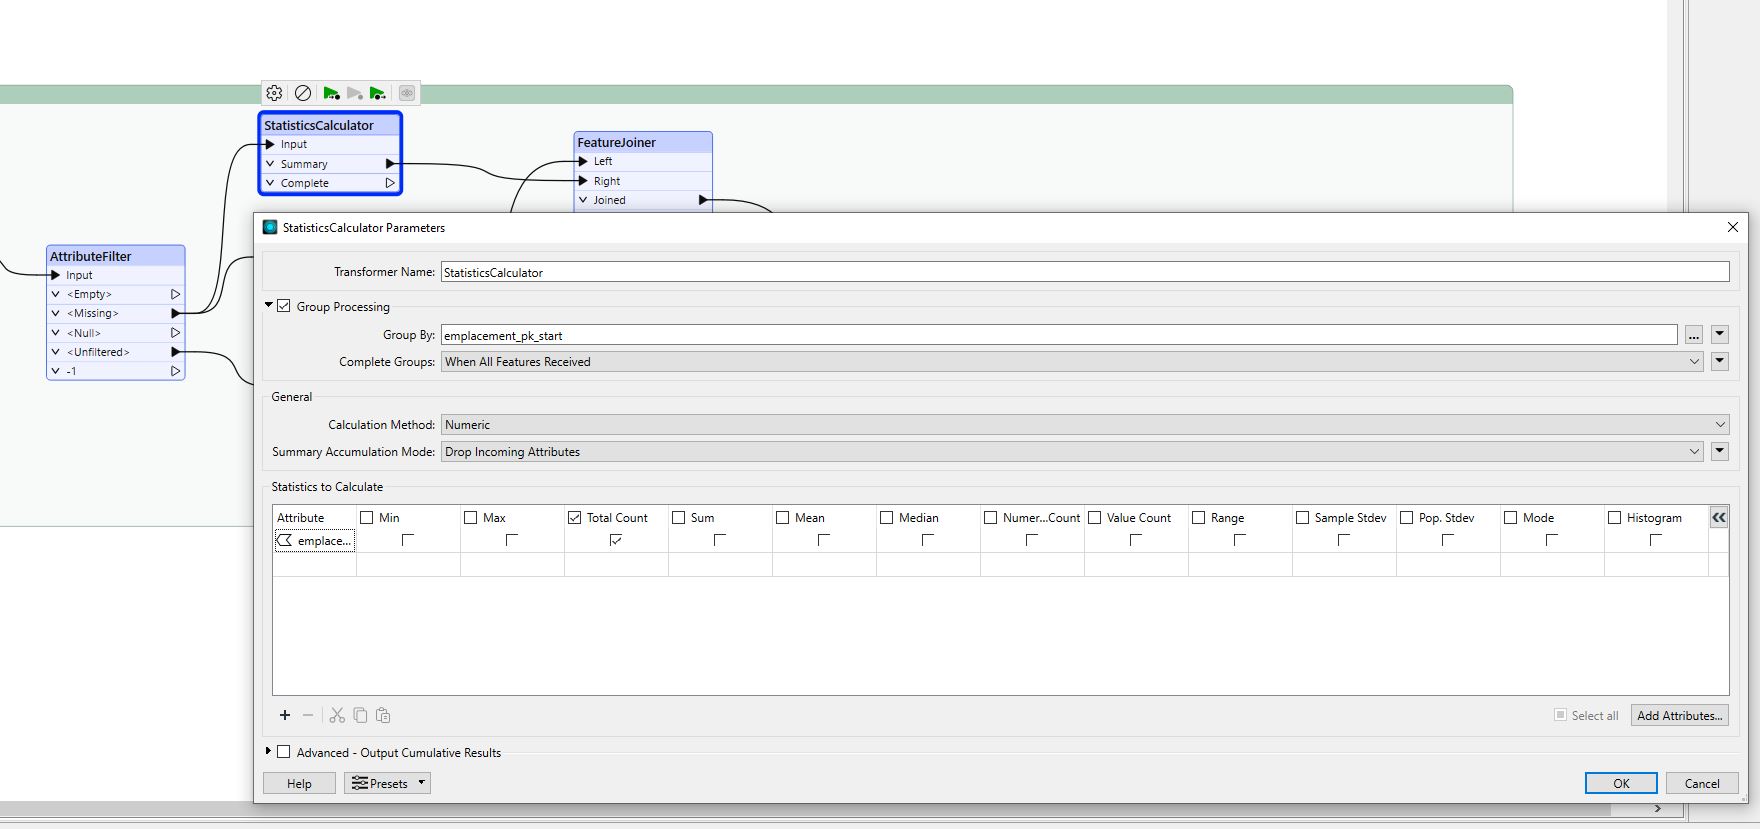 StatisticsCalculator
Input
Summary
Complete
FeatureJoiner
Left
Right
Joined
AttributeFilter
Input
<Empty>
<Missing>
<Null>
<Unfiltered>
-1
StatisticsCalculator Parameters
Transformer Name: StatisticsCalculator
Group Processing
Group By: emplacement_pk_start ...
Complete Groups: When All Features Received
General
Calculation Method: Numeric
Summary Accumulation Mode: Drop Incoming Attributes
Statistics to Calculate
Attribute Min Max Total Count Sum Mean Median Numer...Count Value Count Range Sample Stdev Pop. Stdev Mode Histogram
emplace...
Select all Add Attributes...
Advanced - Output Cumulative Results
Help Presets OK Cancel